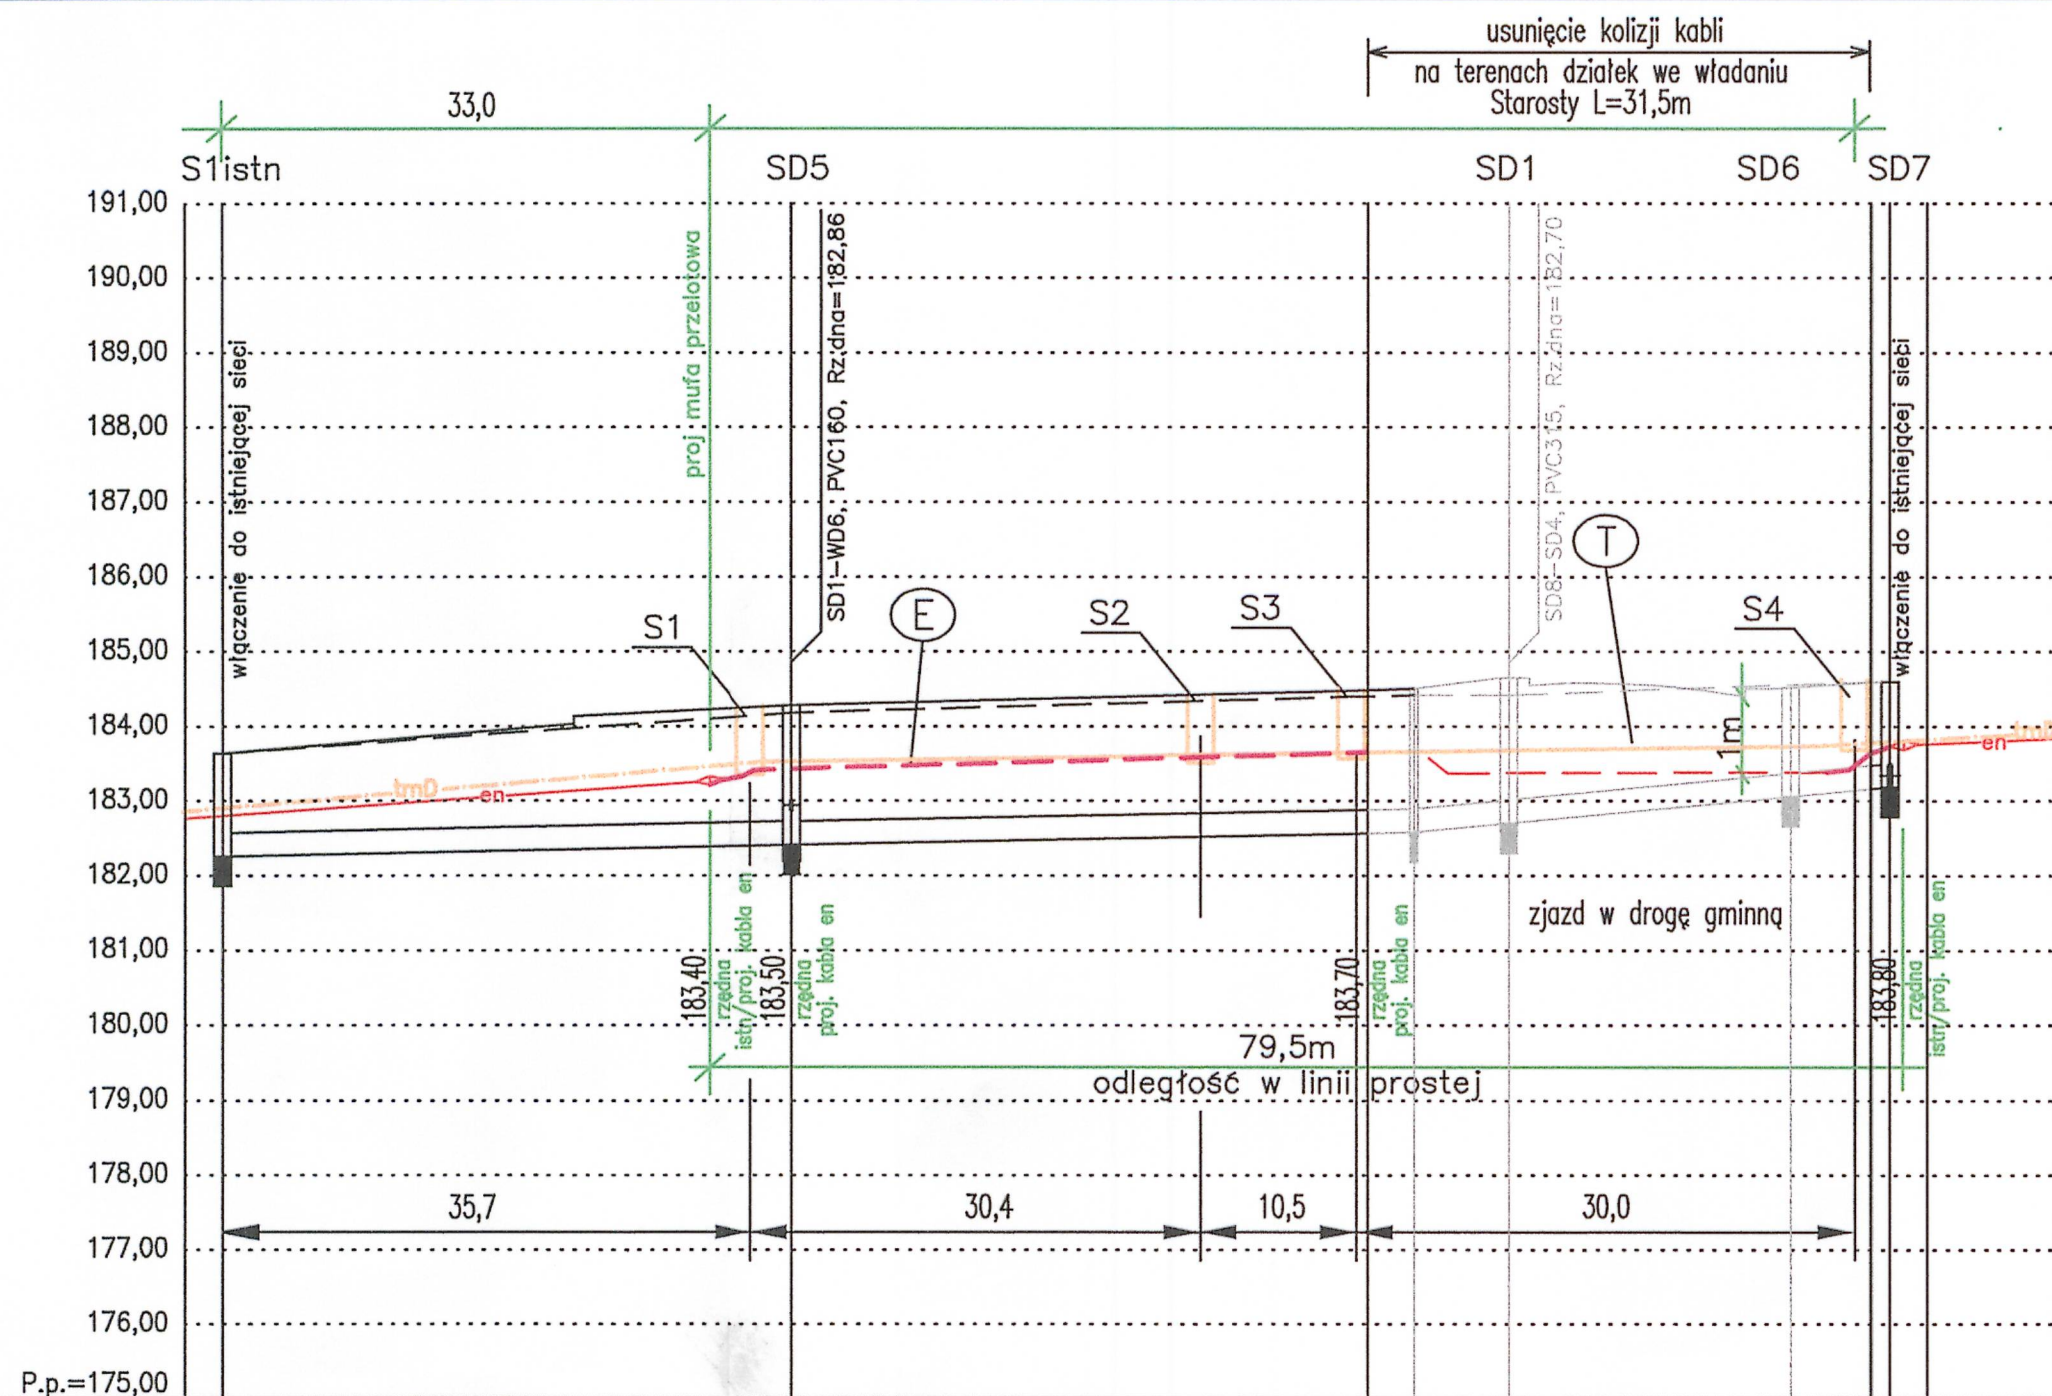 usunięcie kolizji kabli
na terenach działek we władaniu
Starosty L=31,5m
33,0
S1istn
SD5
SD1
SD6
SD7
191,00
190,00
189,00
188,00
187,00
186,00
185,00
184,00
183,00
182,00
181,00
180,00
179,00
178,00
177,00
176,00
P.p.=175,00
włączenie do istniejącej sieci
proj mufa przelotowa
SD1-WD6, PVC160, Rz.dna=182,86
SD8-SD4, PVC315, Rz.dna=182,70
włączenie do istniejącej sieci
S1
E
S2
S3
T
S4
1m
tmD
en
en
tmD
zjazd w drogę gminną
183,40
rzędna
istn/proj. kabla en
183,50
rzędna
proj. kabla en
183,70
rzędna
proj. kabla en
183,80
rzędna
istn/proj. kabla en
79,5m
odległość w linii prostej
35,7
30,4
10,5
30,0